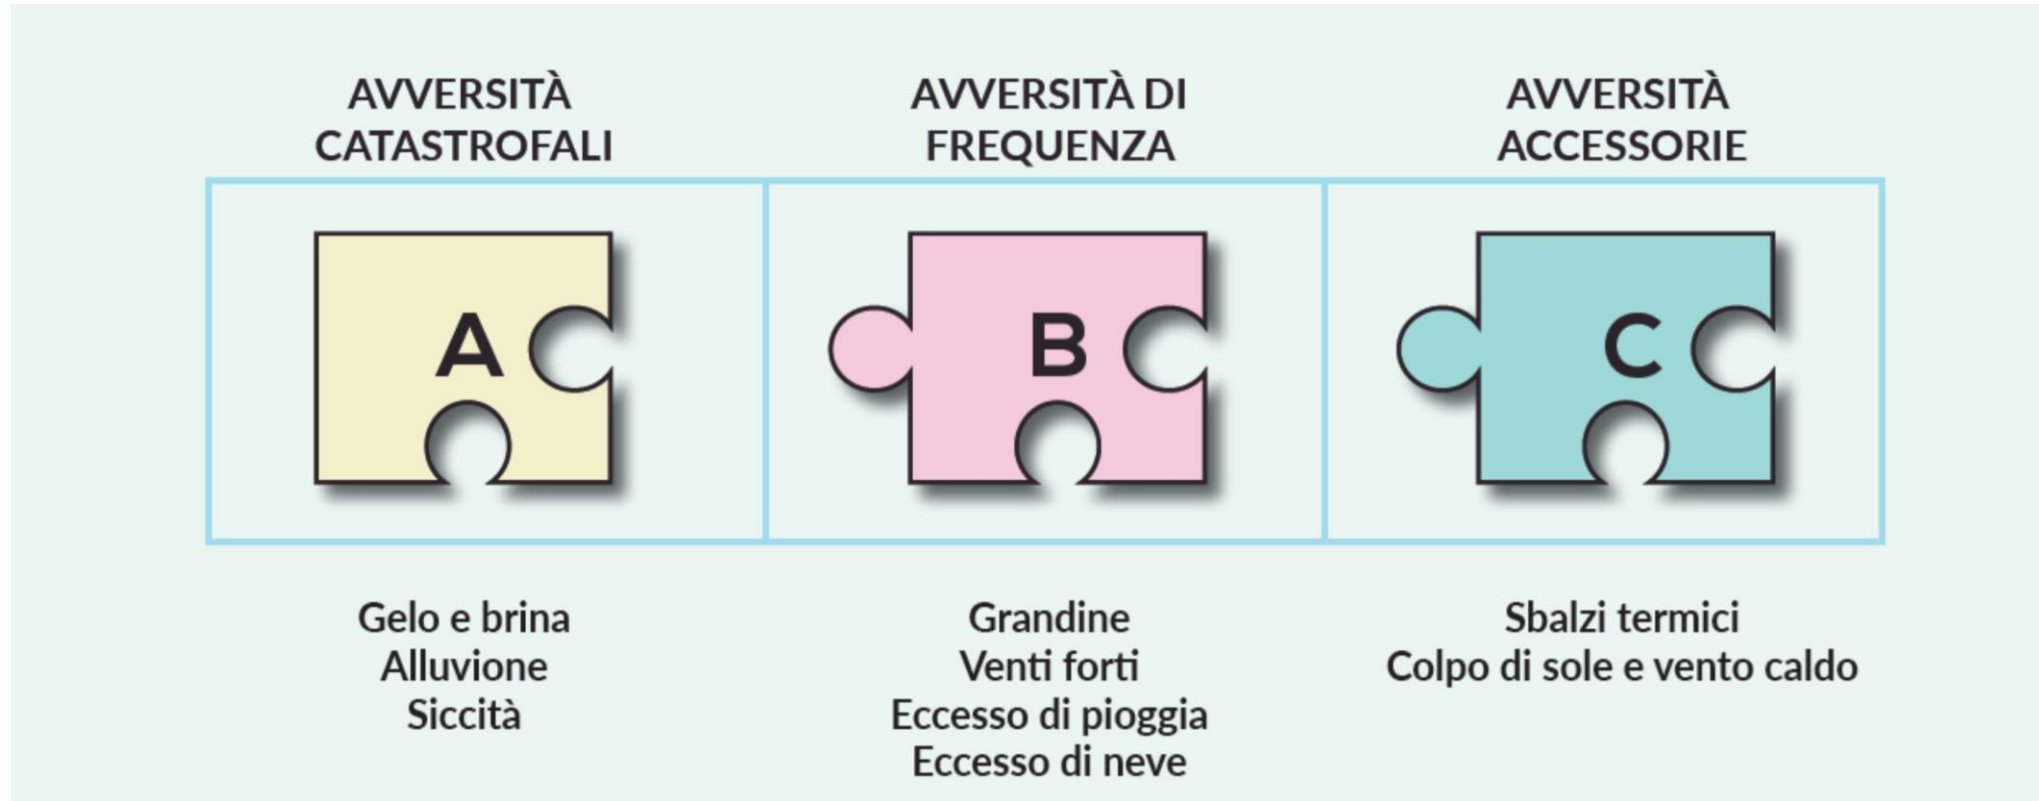 AVVERSITÀ
CATASTROFALI
AVVERSITÀ DI
FREQUENZA
AVVERSITÀ
ACCESSORIE
A
B
C
Gelo e brina
Alluvione
Siccità
Grandine
Venti forti
Eccesso di pioggia
Eccesso di neve
Sbalzi termici
Colpo di sole e vento caldo